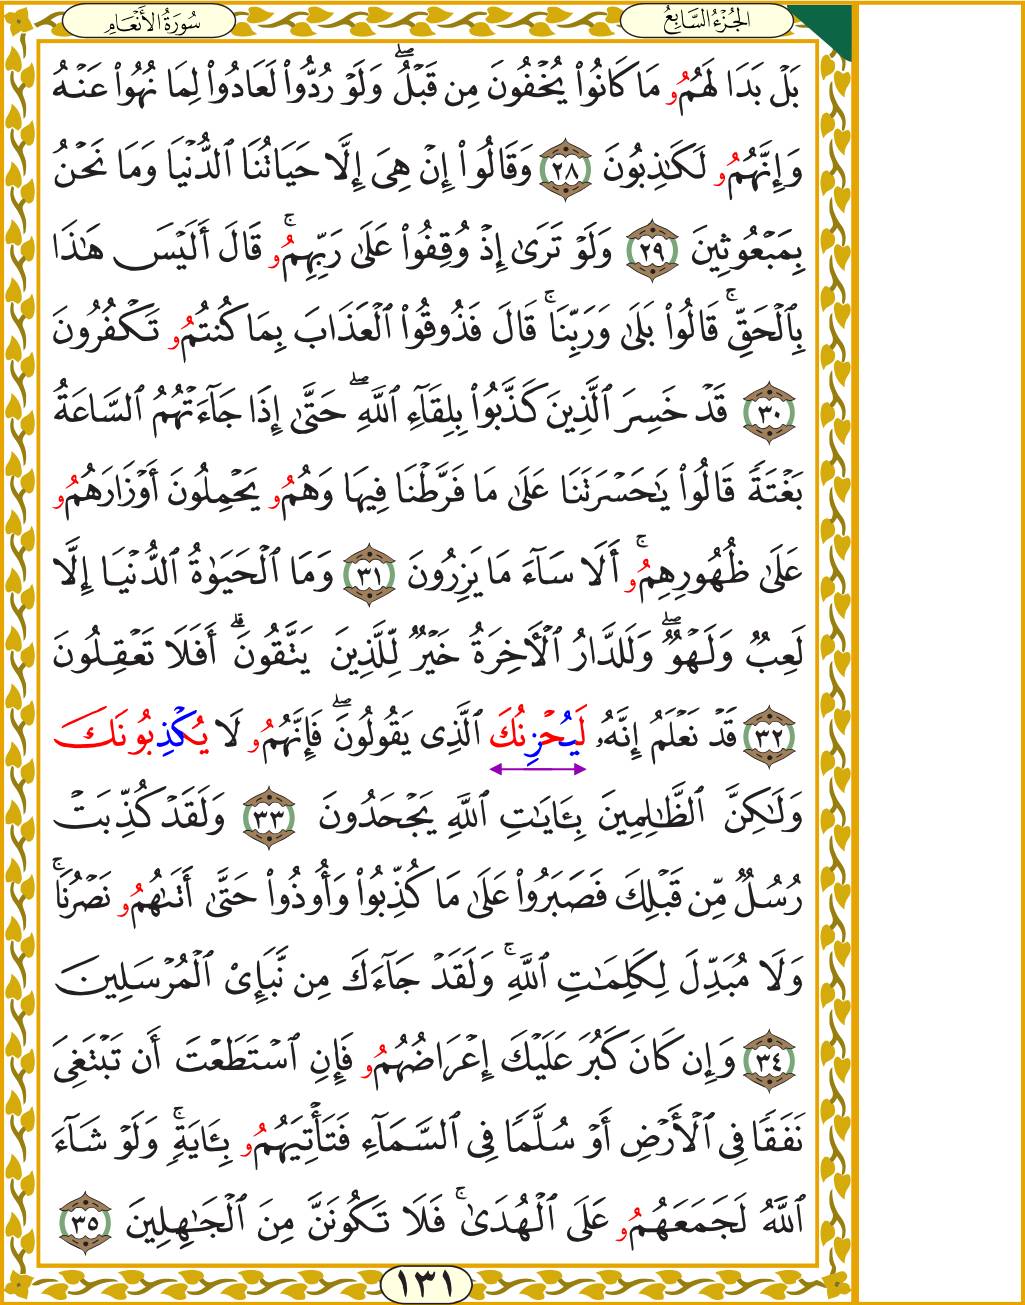 الجُزْءُ السَّابِعُ
سُورَةُ الأَنْعَام
بَلْ بَدَا لَهُمُو مَا كَانُوا۟ يُخْفُونَ مِن قَبْلُ ۖ وَلَوْ رُدُّوا۟ لَعَادُوا۟ لِمَا نُهُوا۟ عَنْهُ
وَإِنَّهُمُو لَكَـٰذِبُونَ ٢٨ وَقَالُوٓا۟ إِنْ هِىَ إِلَّا حَيَاتُنَا ٱلدُّنْيَا وَمَا نَحْنُ
بِمَبْعُوثِينَ ٢٩ وَلَوْ تَرَىٰ إِذْ وُقِفُوا۟ عَلَىٰ رَبِّهِمُو ۚ قَالَ أَلَيْسَ هَـٰذَا
بِٱلْحَقِّ ۚ قَالُوا۟ بَلَىٰ وَرَبِّنَا ۚ قَالَ فَذُوقُوا۟ ٱلْعَذَابَ بِمَا كُنتُمُو تَكْفُرُونَ
٣٠ قَدْ خَسِرَ ٱلَّذِينَ كَذَّبُوا۟ بِلِقَآءِ ٱللَّهِ ۖ حَتَّىٰ إِذَا جَآءَتْهُمُ ٱلسَّاعَةُ
بَغْتَةً قَالُوا۟ يَـٰحَسْرَتَنَا عَلَىٰ مَا فَرَّطْنَا فِيهَا وَهُمُو يَحْمِلُونَ أَوْزَارَهُمُو
عَلَىٰ ظُهُورِهِمُو ۚ أَلَا سَآءَ مَا يَزِرُونَ ٣١ وَمَا ٱلْحَيَوٰةُ ٱلدُّنْيَا إِلَّا
لَعِبٌ وَلَهْوٌ ۖ وَلَلدَّارُ ٱلْأَخِرَةُ خَيْرٌ لِّلَّذِينَ يَتَّقُونَ ۗ أَفَلَا تَعْقِلُونَ
٣٢ قَدْ نَعْلَمُ إِنَّهُۥ لَيُحْزِنُكَ ٱلَّذِى يَقُولُونَ ۖ فَإِنَّهُمُو لَا يُكْذِبُونَكَ
وَلَـٰكِنَّ ٱلظَّـٰلِمِينَ بِـَٔايَـٰتِ ٱللَّهِ يَجْحَدُونَ ٣٣ وَلَقَدْ كُذِّبَتْ
رُسُلٌ مِّن قَبْلِكَ فَصَبَرُوا۟ عَلَىٰ مَا كُذِّبُوا۟ وَأُوذُوا۟ حَتَّىٰ أَتَىٰهُمُو نَصْرُنَا ۚ
وَلَا مُبَدِّلَ لِكَلِمَـٰتِ ٱللَّهِ ۚ وَلَقَدْ جَآءَكَ مِن نَّبَإِى۟ ٱلْمُرْسَلِينَ
٣٤ وَإِن كَانَ كَبُرَ عَلَيْكَ إِعْرَاضُهُمُو فَإِنِ ٱسْتَطَعْتَ أَن تَبْتَغِىَ
نَفَقًا فِى ٱلْأَرْضِ أَوْ سُلَّمًا فِى ٱلسَّمَآءِ فَتَأْتِيَهُمُو بِـَٔايَةٍ ۚ وَلَوْ شَآءَ
ٱللَّهُ لَجَمَعَهُمُو عَلَى ٱلْهُدَىٰ ۚ فَلَا تَكُونَنَّ مِنَ ٱلْجَـٰهِلِينَ ٣٥
١٣١